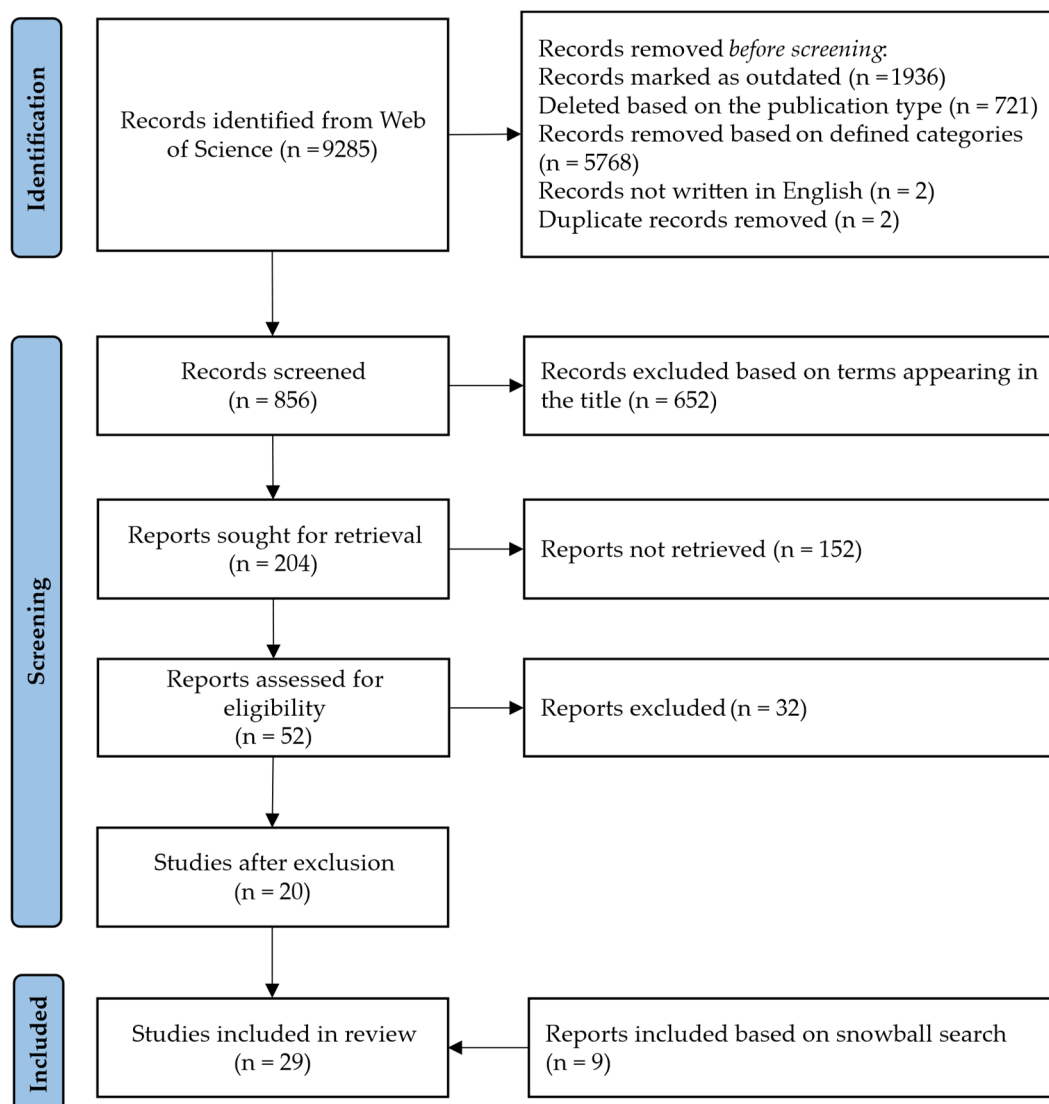 Identification
Records identified from Web
of Science (n = 9285)
Records removed before screening:
Records marked as outdated (n = 1936)
Deleted based on the publication type (n = 721)
Records removed based on defined categories
(n = 5768)
Records not written in English (n = 2)
Duplicate records removed (n = 2)
Screening
Records screened
(n = 856)
Records excluded based on terms appearing in
the title (n = 652)
Reports sought for retrieval
(n = 204)
Reports not retrieved (n = 152)
Reports assessed for
eligibility
(n = 52)
Reports excluded (n = 32)
Studies after exclusion
(n = 20)
Included
Studies included in review
(n = 29)
Reports included based on snowball search
(n = 9)